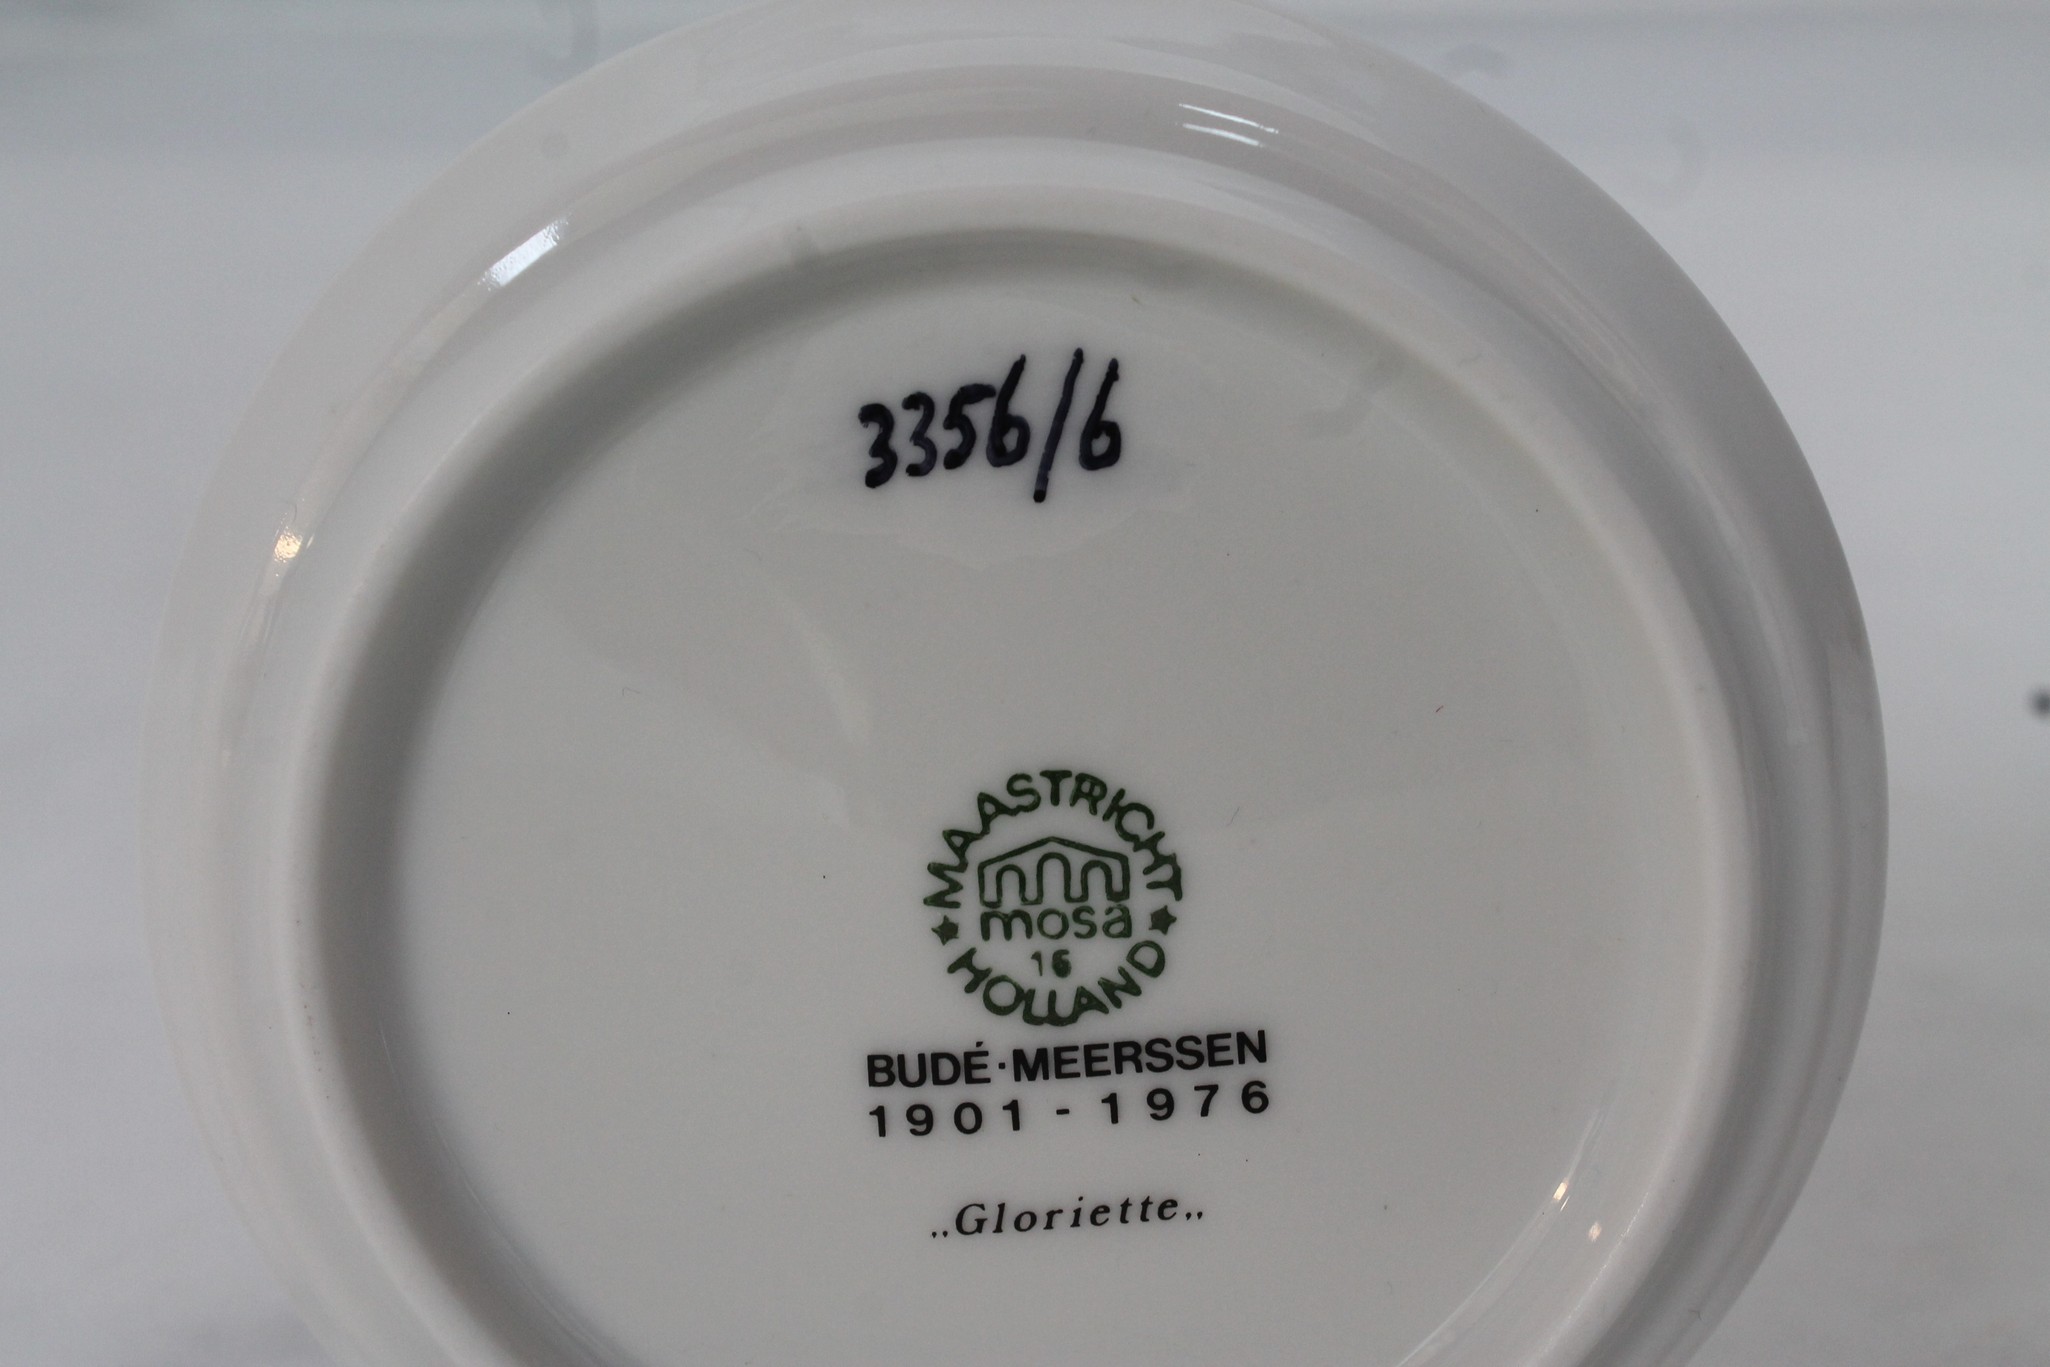 3356/6
MAASTRICHT
mosa
16
HOLLAND
BUDÉ·MEERSSEN
1901-1976
„Gloriette„